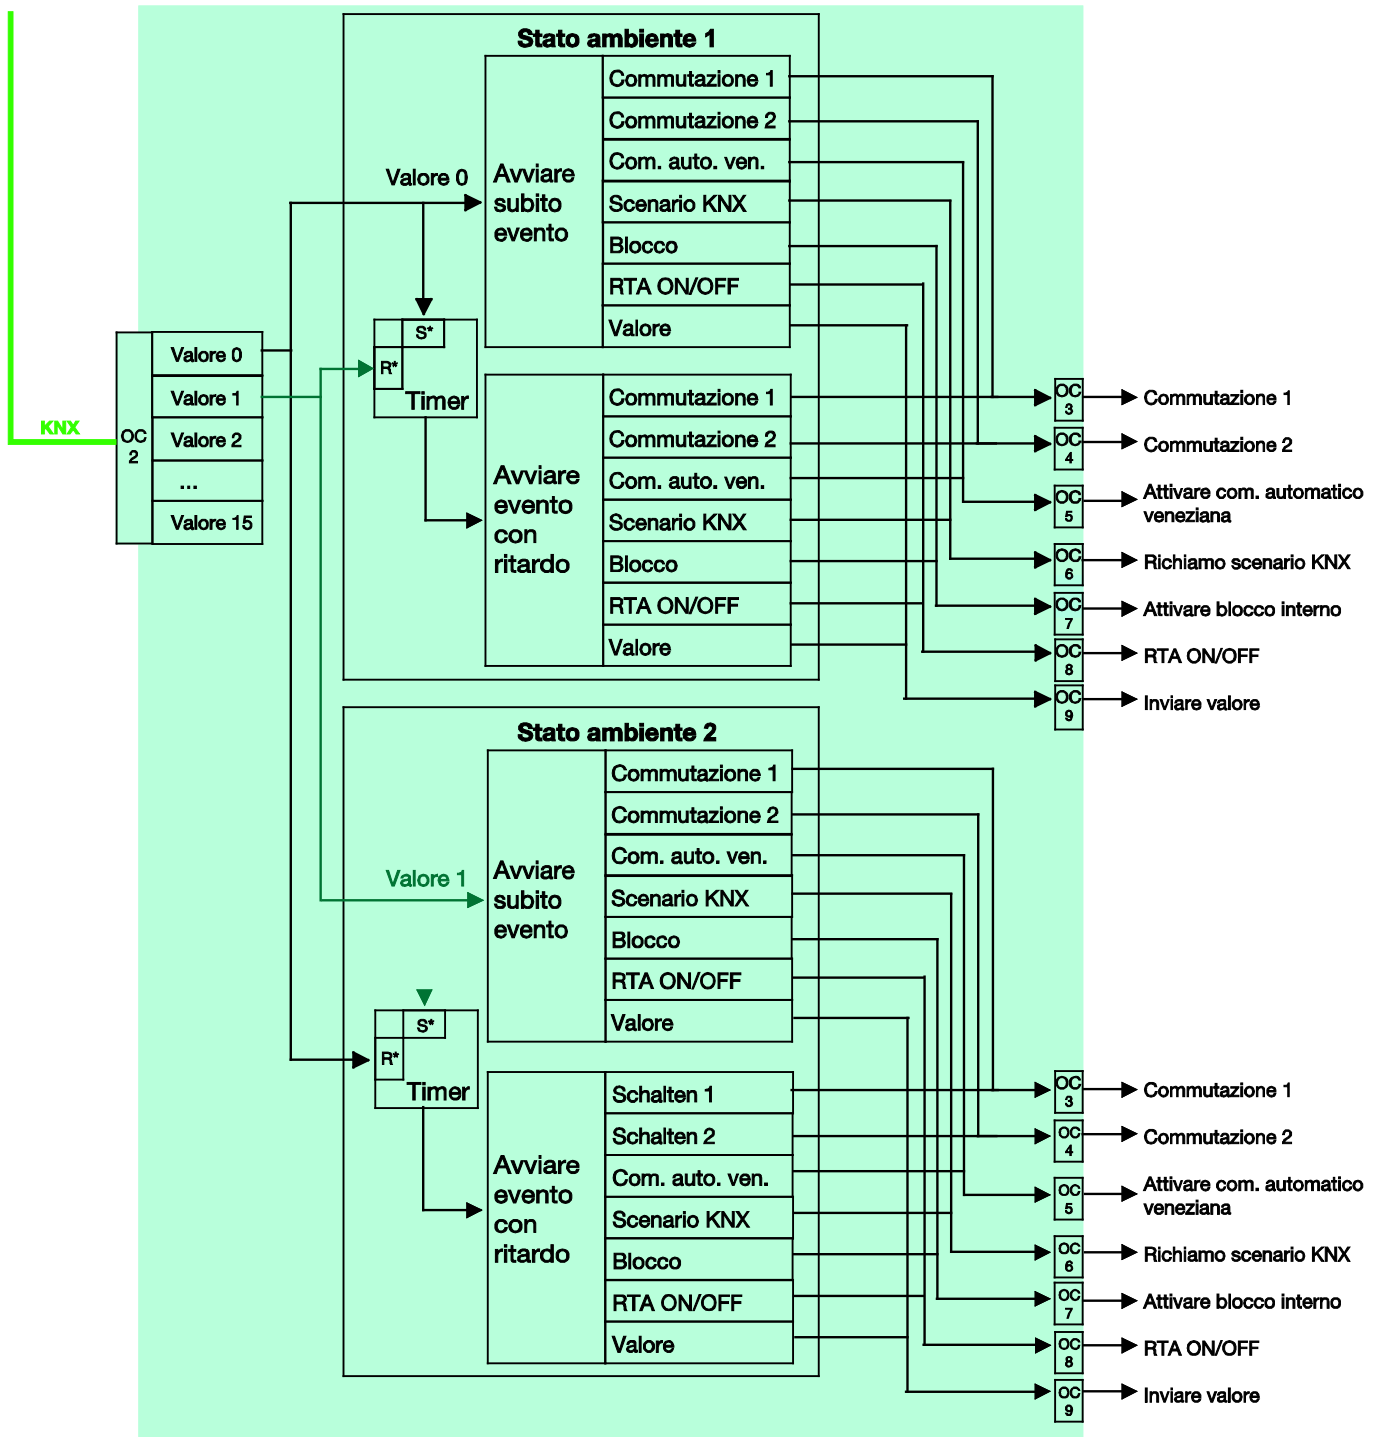 KNX
OC
2
Valore 0
Valore 1
Valore 2
...
Valore 15
Stato ambiente 1
Valore 0
S*
R*
Timer
Avviare
subito
evento
Commutazione 1
Commutazione 2
Com. auto. ven.
Scenario KNX
Blocco
RTA ON/OFF
Valore
Avviare
evento
con
ritardo
Commutazione 1
Commutazione 2
Com. auto. ven.
Scenario KNX
Blocco
RTA ON/OFF
Valore
OC
3
Commutazione 1
OC
4
Commutazione 2
OC
5
Attivare com. automatico
veneziana
OC
6
Richiamo scenario KNX
OC
7
Attivare blocco interno
OC
8
RTA ON/OFF
OC
9
Inviare valore
Stato ambiente 2
Valore 1
S*
R*
Timer
Avviare
subito
evento
Commutazione 1
Commutazione 2
Com. auto. ven.
Scenario KNX
Blocco
RTA ON/OFF
Valore
Avviare
evento
con
ritardo
Schalten 1
Schalten 2
Com. auto. ven.
Scenario KNX
Blocco
RTA ON/OFF
Valore
OC
3
Commutazione 1
OC
4
Commutazione 2
OC
5
Attivare com. automatico
veneziana
OC
6
Richiamo scenario KNX
OC
7
Attivare blocco interno
OC
8
RTA ON/OFF
OC
9
Inviare valore